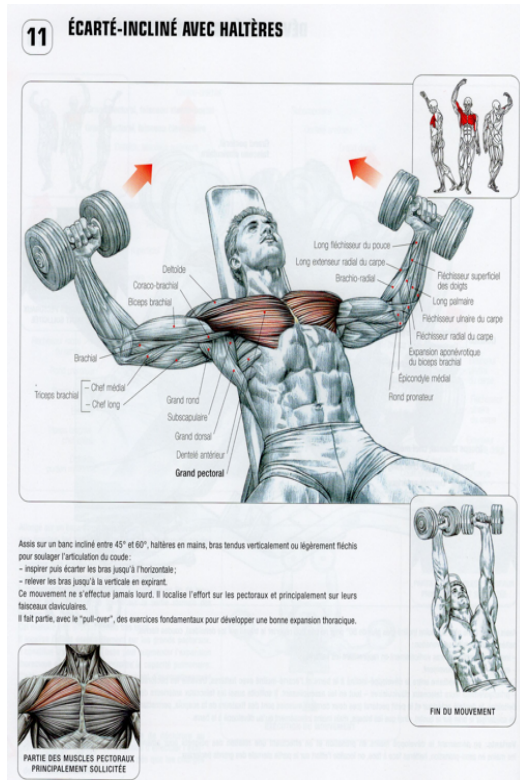 11
ÉCARTÉ-INCLINÉ AVEC HALTÈRES
Long fléchisseur du pouce
Long extenseur radial du carpe
Brachio-radial
Fléchisseur superficiel
des doigts
Long palmaire
Fléchisseur ulnaire du carpe
Fléchisseur radial du carpe
Expansion aponévrotique
du biceps brachial
Épicondyle médial
Rond pronateur
Deltoïde
Coraco-brachial
Biceps brachial
Brachial
Triceps brachial
– Chef médial
– Chef long
Grand rond
Subscapulaire
Grand dorsal
Dentelé antérieur
Grand pectoral
Assis sur un banc incliné entre 45° et 60°, haltères en mains, bras tendus verticalement ou légèrement fléchis
pour soulager l'articulation du coude :
– inspirer puis écarter les bras jusqu'à l'horizontale ;
– relever les bras jusqu'à la verticale en expirant.
Ce mouvement ne s'effectue jamais lourd. Il localise l'effort sur les pectoraux et principalement sur leurs
faisceaux claviculaires.
Il fait partie, avec le "pull-over", des exercices fondamentaux pour développer une bonne expansion thoracique.
PARTIE DES MUSCLES PECTORAUX
PRINCIPALEMENT SOLLICITÉE
FIN DU MOUVEMENT